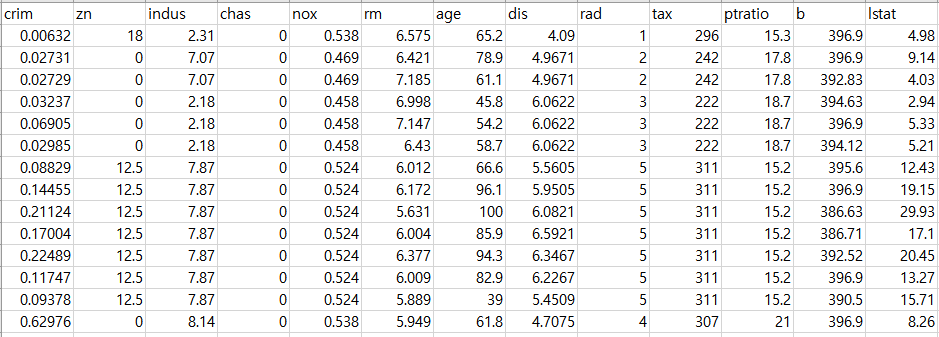 crim zn indus chas nox rm age dis rad tax ptratio b lstat
0.00632 18 2.31 0 0.538 6.575 65.2 4.09 1 296 15.3 396.9 4.98
0.02731 0 7.07 0 0.469 6.421 78.9 4.9671 2 242 17.8 396.9 9.14
0.02729 0 7.07 0 0.469 7.185 61.1 4.9671 2 242 17.8 392.83 4.03
0.03237 0 2.18 0 0.458 6.998 45.8 6.0622 3 222 18.7 394.63 2.94
0.06905 0 2.18 0 0.458 7.147 54.2 6.0622 3 222 18.7 396.9 5.33
0.02985 0 2.18 0 0.458 6.43 58.7 6.0622 3 222 18.7 394.12 5.21
0.08829 12.5 7.87 0 0.524 6.012 66.6 5.5605 5 311 15.2 395.6 12.43
0.14455 12.5 7.87 0 0.524 6.172 96.1 5.9505 5 311 15.2 396.9 19.15
0.21124 12.5 7.87 0 0.524 5.631 100 6.0821 5 311 15.2 386.63 29.93
0.17004 12.5 7.87 0 0.524 6.004 85.9 6.5921 5 311 15.2 386.71 17.1
0.22489 12.5 7.87 0 0.524 6.377 94.3 6.3467 5 311 15.2 392.52 20.45
0.11747 12.5 7.87 0 0.524 6.009 82.9 6.2267 5 311 15.2 396.9 13.27
0.09378 12.5 7.87 0 0.524 5.889 39 5.4509 5 311 15.2 390.5 15.71
0.62976 0 8.14 0 0.538 5.949 61.8 4.7075 4 307 21 396.9 8.26